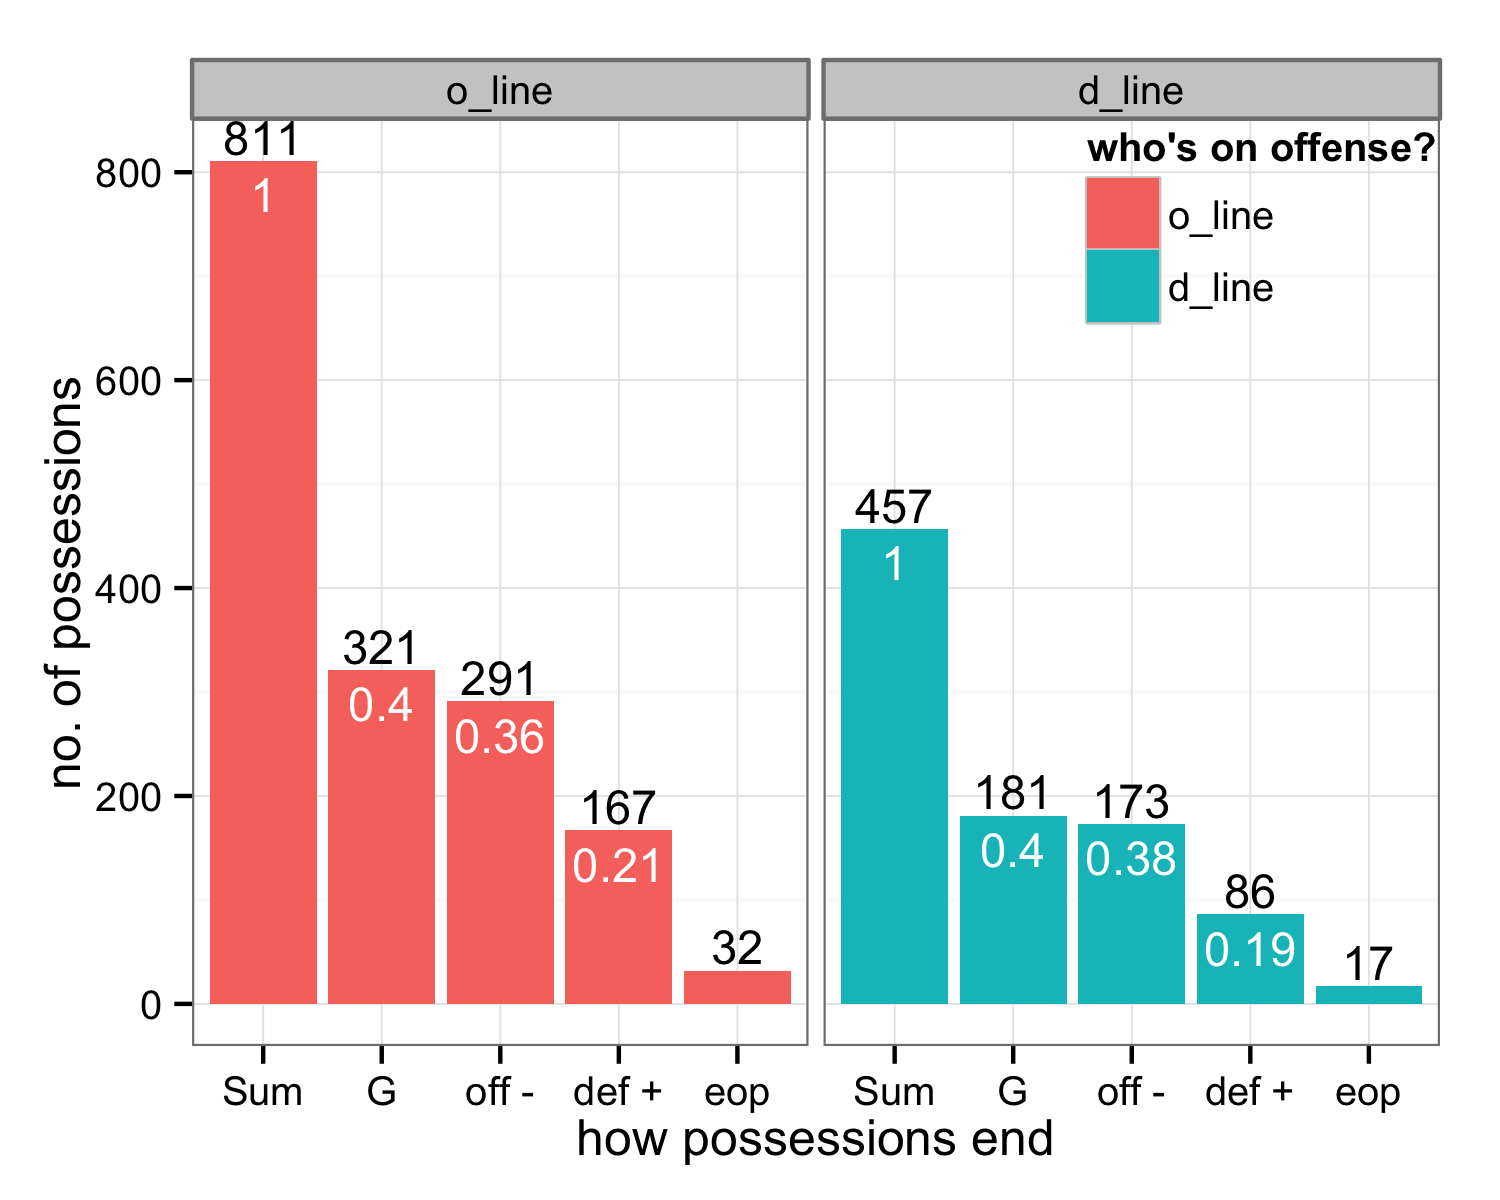 o_line
d_line
who's on offense?
o_line
d_line
no. of possessions
800
600
400
200
0
811
1
321
0.4
291
0.36
167
0.21
32
457
1
181
0.4
173
0.38
86
0.19
17
Sum G off - def + eop
Sum G off - def + eop
how possessions end